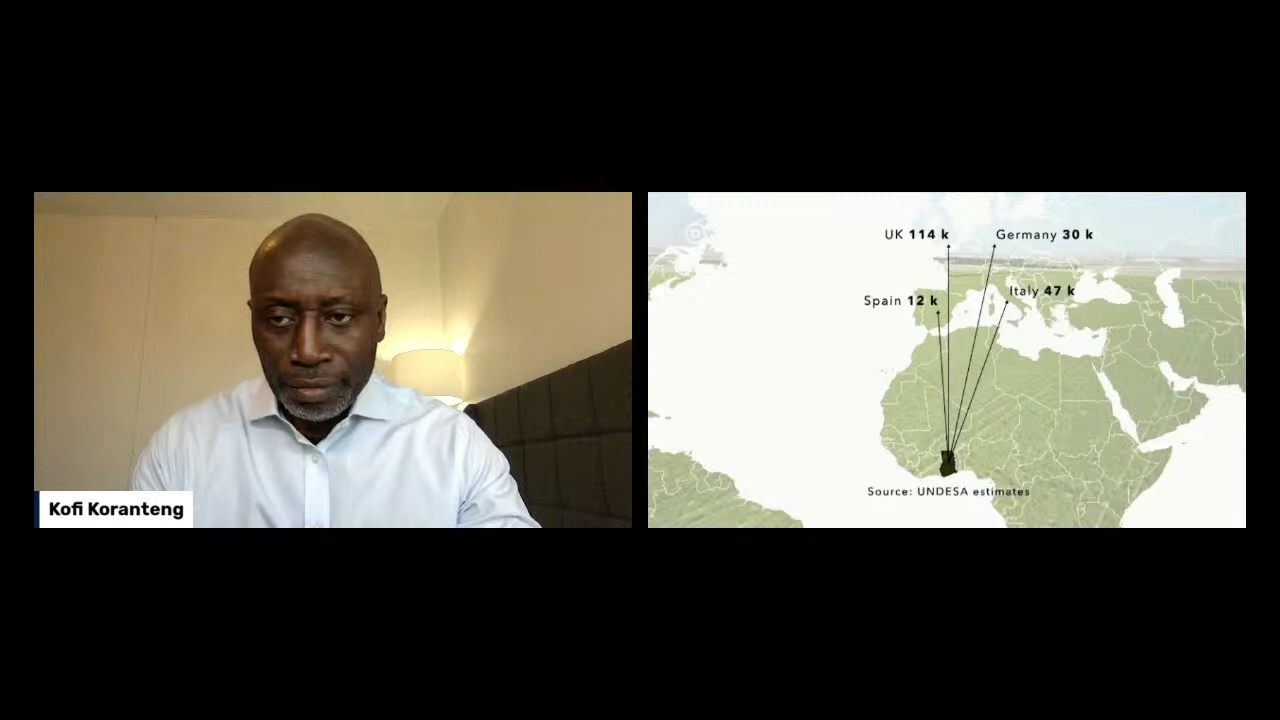 Kofi Koranteng
UK 114 k
Germany 30 k
Spain 12 k
Italy 47 k
Source: UNDESA estimates